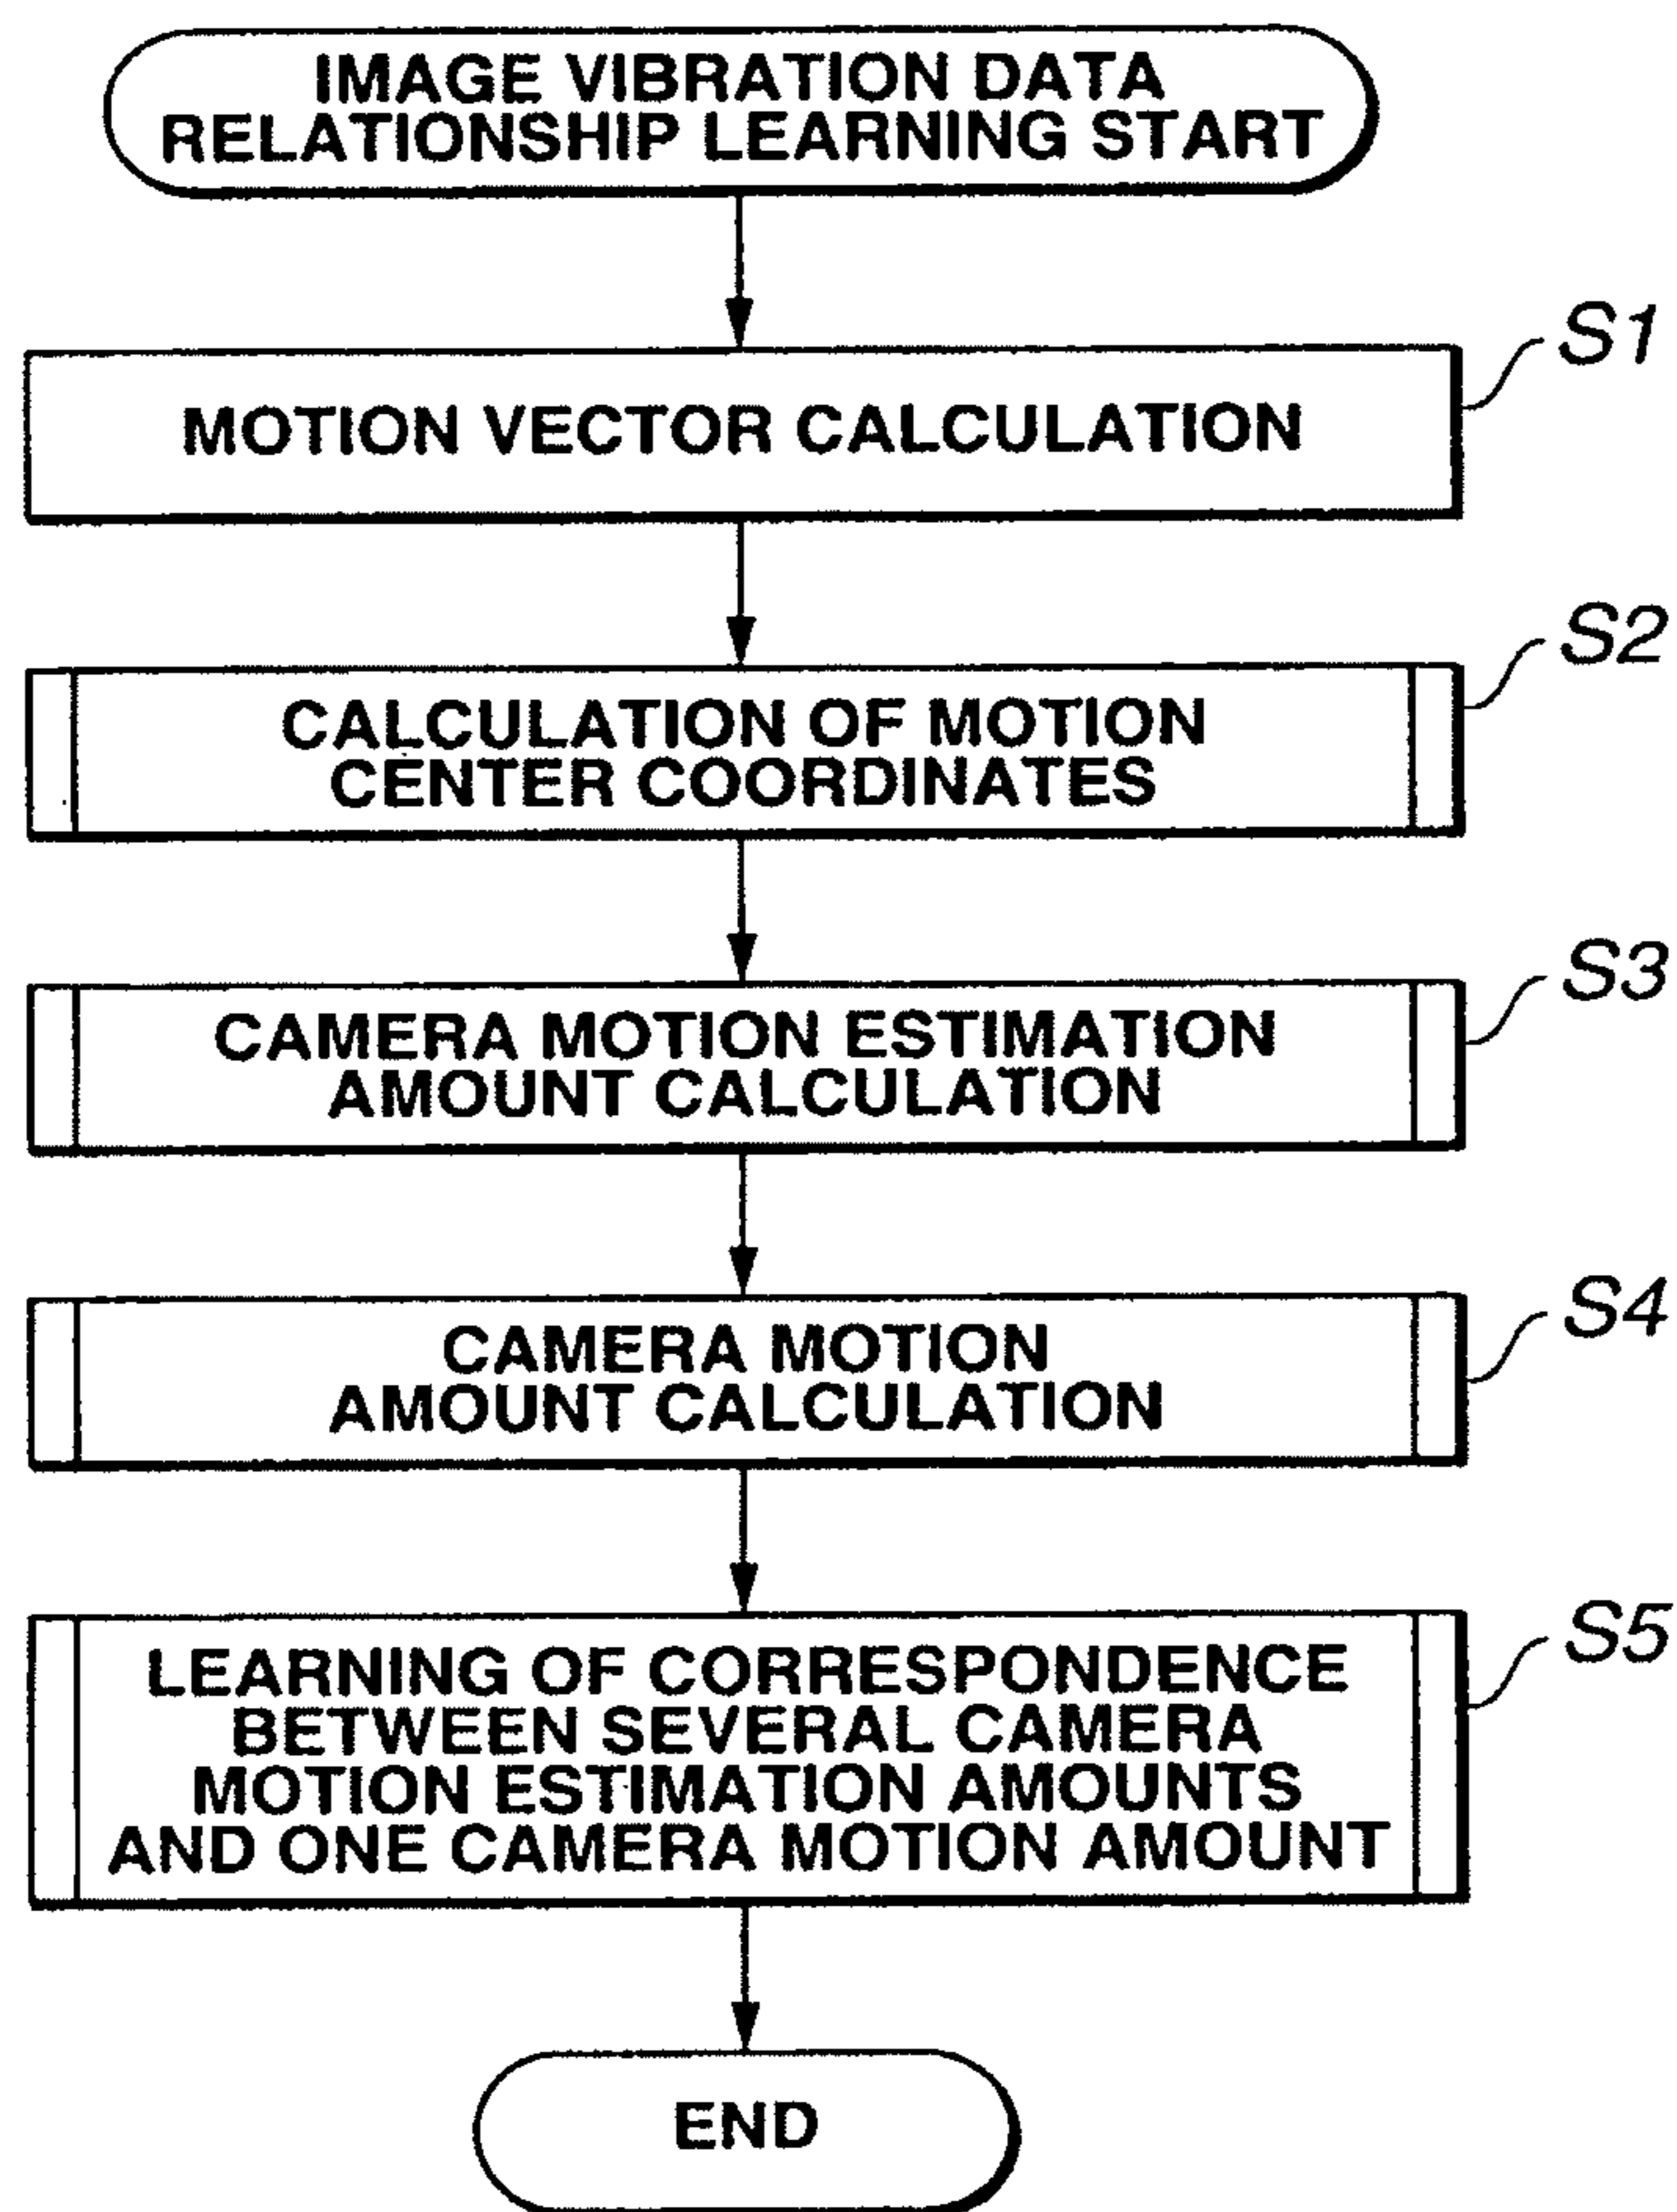 IMAGE VIBRATION DATA
RELATIONSHIP LEARNING START
S1
MOTION VECTOR CALCULATION
S2
CALCULATION OF MOTION
CENTER COORDINATES
S3
CAMERA MOTION ESTIMATION
AMOUNT CALCULATION
S4
CAMERA MOTION
AMOUNT CALCULATION
S5
LEARNING OF CORRESPONDENCE
BETWEEN SEVERAL CAMERA
MOTION ESTIMATION AMOUNTS
AND ONE CAMERA MOTION AMOUNT
END